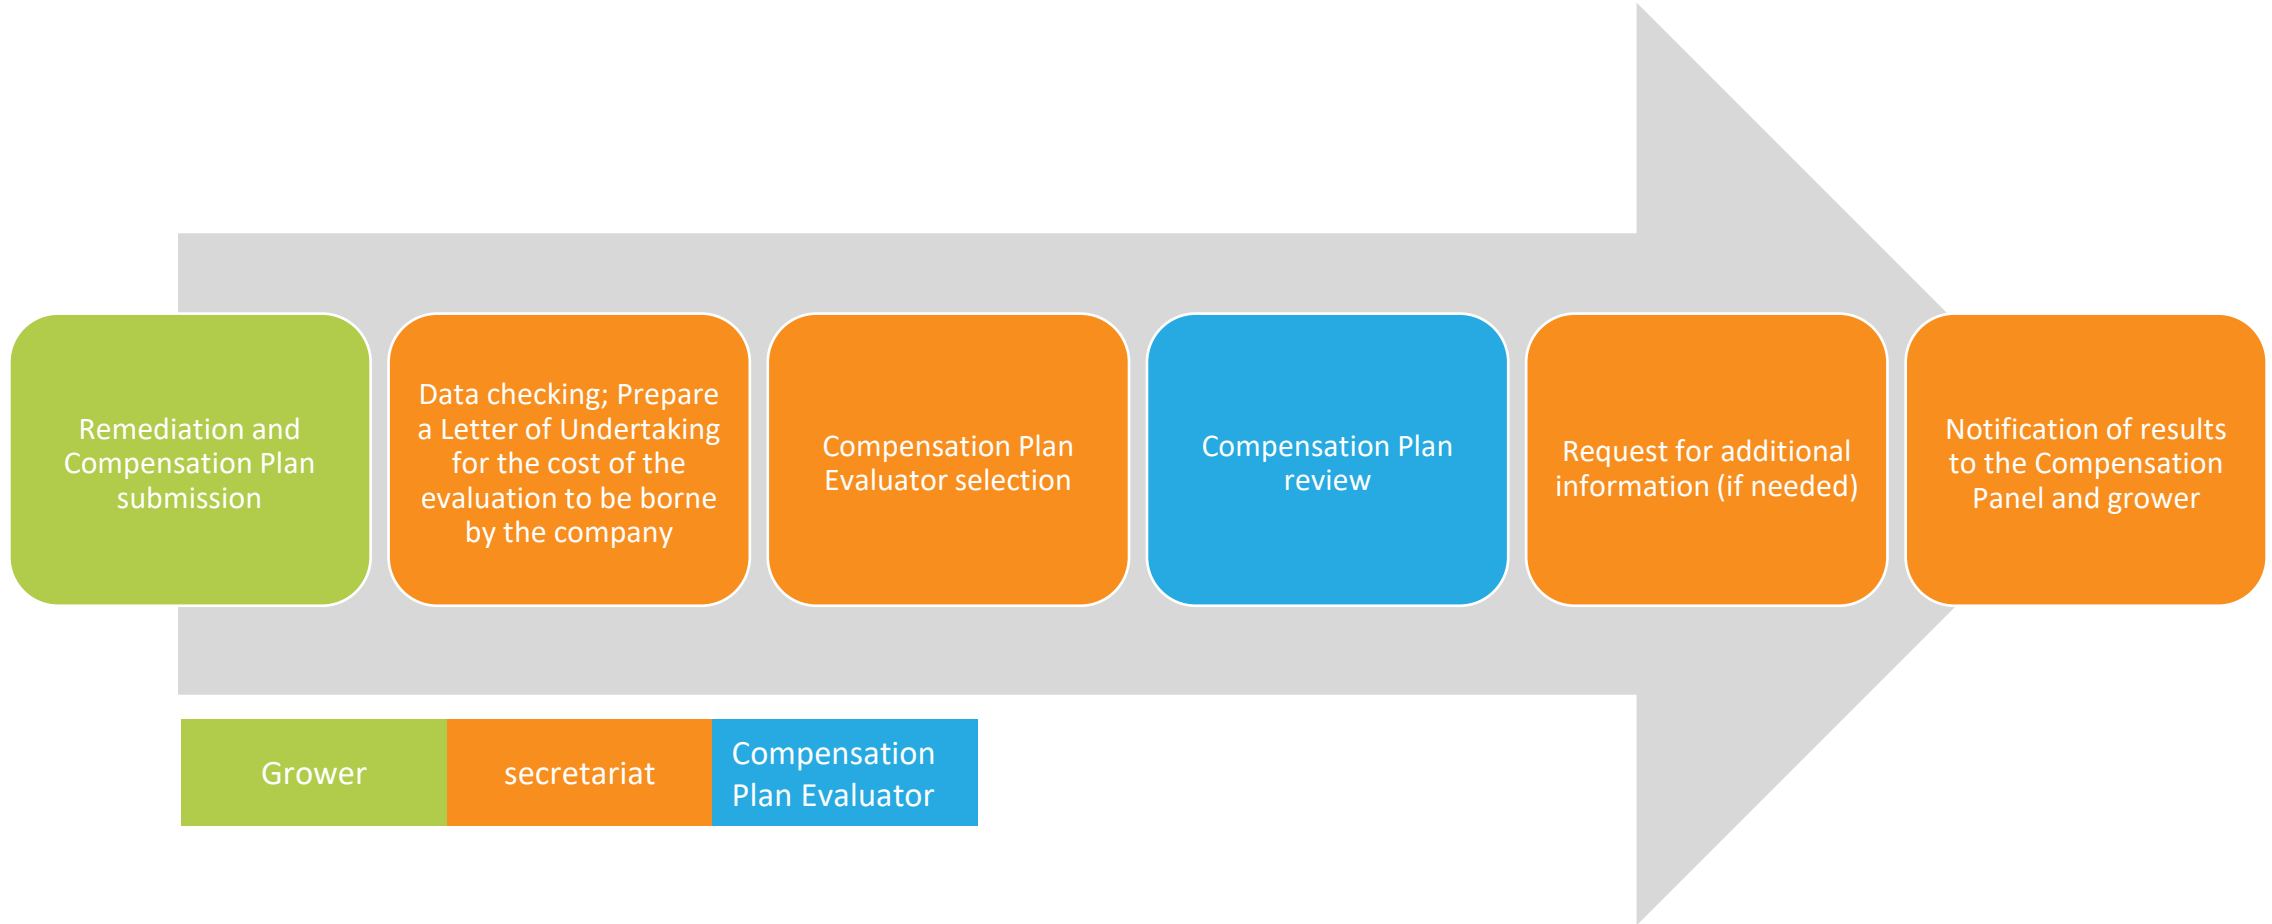 Remediation and
Compensation Plan
submission
Data checking; Prepare
a Letter of Undertaking
for the cost of the
evaluation to be borne
by the company
Compensation Plan
Evaluator selection
Compensation Plan
review
Request for additional
information (if needed)
Notification of results
to the Compensation
Panel and grower
Grower
secretariat
Compensation
Plan Evaluator